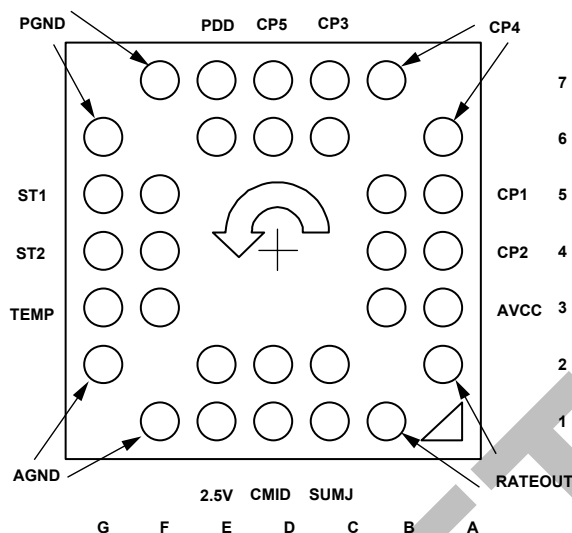 PGND PDD CP5 CP3 CP4
7
6
ST1 CP1 5
ST2 CP2 4
TEMP AVCC 3
2
1
AGND RATEOUT
2.5V CMID SUMJ
G F E D C B A